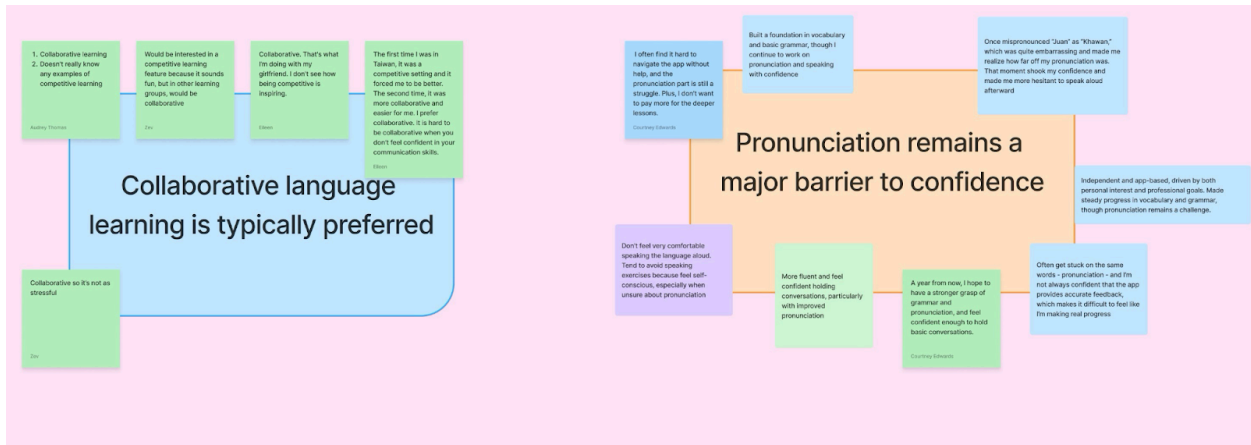 1. Collaborative learning
2. Doesn't really know
any examples of
competitive learning
Audrey Thomas
Would be interested in a
competitive learning
feature because it sounds
fun, but in other learning
groups, would be
collaborative
Zev
Collaborative. That's what
I'm doing with my
girlfriend. I don't see how
being competitive is
inspiring.
Eileen
The first time I was in
Taiwan, it was a
competitive setting and it
forced me to be better.
The second time, it was
more collaborative and
easier for me. I prefer
collaborative. It is hard to
be collaborative when you
don't feel confident in your
communication skills.
Eileen
Collaborative language
learning is typically preferred
Collaborative so it's not as
stressful
Zev
I often find it hard to
navigate the app without
help, and the
pronunciation part is still a
struggle. Plus, I don't want
to pay more for the deeper
lessons.
Courtney Edwards
Built a foundation in vocabulary
and basic grammar, though I
continue to work on
pronunciation and speaking
with confidence
Once mispronounced "Juan" as "Khawan,"
which was quite embarrassing and made me
realize how far off my pronunciation was.
That moment shook my confidence and
made me more hesitant to speak aloud
afterward
Pronunciation remains a
major barrier to confidence
Independent and app-based, driven by both
personal interest and professional goals. Made
steady progress in vocabulary and grammar,
though pronunciation remains a challenge.
Don't feel very comfortable
speaking the language aloud.
Tend to avoid speaking
exercises because feel self-
conscious, especially when
unsure about pronunciation
More fluent and feel
confident holding
conversations, particularly
with improved
pronunciation
A year from now, I hope to
have a stronger grasp of
grammar and
pronunciation, and feel
confident enough to hold
basic conversations.
Courtney Edwards
Often get stuck on the same
words - pronunciation - and I'm
not always confident that the app
provides accurate feedback,
which makes it difficult to feel like
I'm making real progress